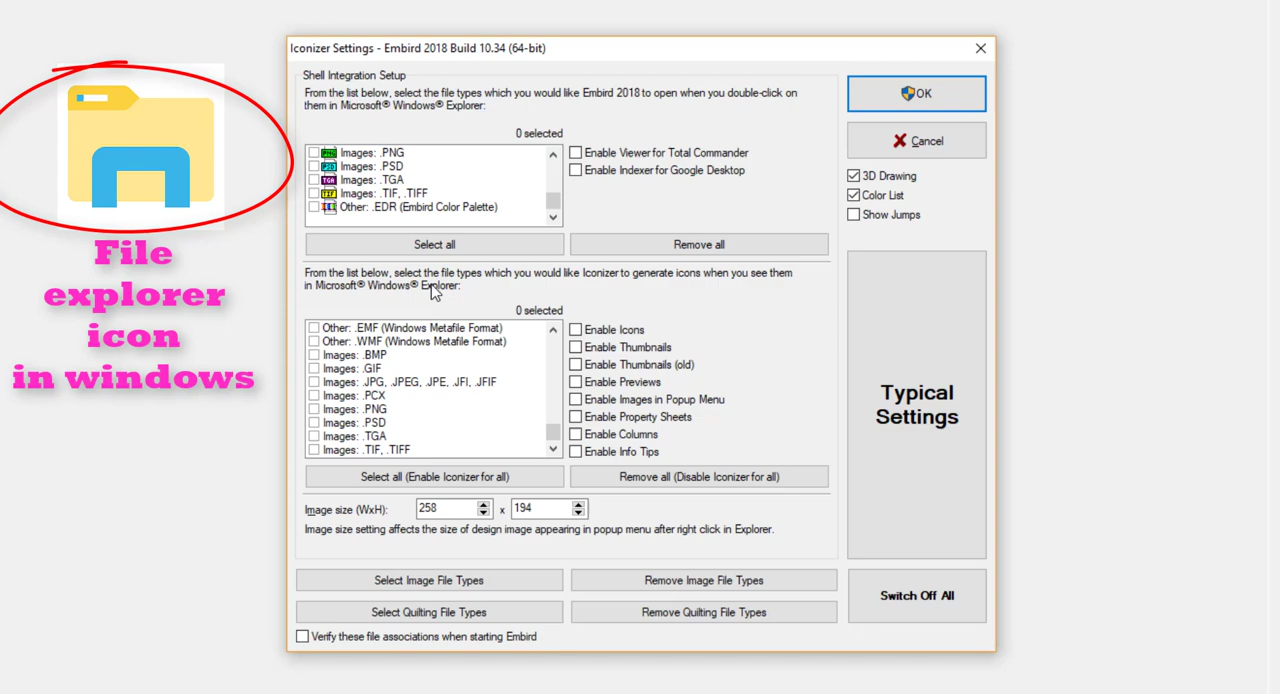 File
explorer
icon
in windows
Iconizer Settings - Embird 2018 Build 10.34 (64-bit)
Shell Integration Setup
From the list below, select the file types which you would like Embird 2018 to open when you double-click on
them in Microsoft® Windows® Explorer:
0 selected
PNG Images: .PNG
PSD Images: .PSD
TGA Images: .TGA
TIF Images: .TIF, .TIFF
Other: .EDR (Embird Color Palette)
Enable Viewer for Total Commander
Enable Indexer for Google Desktop
Select all
Remove all
From the list below, select the file types which you would like Iconizer to generate icons when you see them
in Microsoft® Windows® Explorer:
0 selected
Other: .EMF (Windows Metafile Format)
Other: .WMF (Windows Metafile Format)
Images: .BMP
Images: .GIF
Images: .JPG, .JPEG, .JPE, .JFI, .JFIF
Images: .PCX
Images: .PNG
Images: .PSD
Images: .TGA
Images: .TIF, .TIFF
Enable Icons
Enable Thumbnails
Enable Thumbnails (old)
Enable Previews
Enable Images in Popup Menu
Enable Property Sheets
Enable Columns
Enable Info Tips
Select all (Enable Iconizer for all)
Remove all (Disable Iconizer for all)
Image size (WxH): 258 x 194
Image size setting affects the size of design image appearing in popup menu after right click in Explorer.
Select Image File Types
Remove Image File Types
Select Quilting File Types
Remove Quilting File Types
Verify these file associations when starting Embird
OK
Cancel
3D Drawing
Color List
Show Jumps
Typical
Settings
Switch Off All